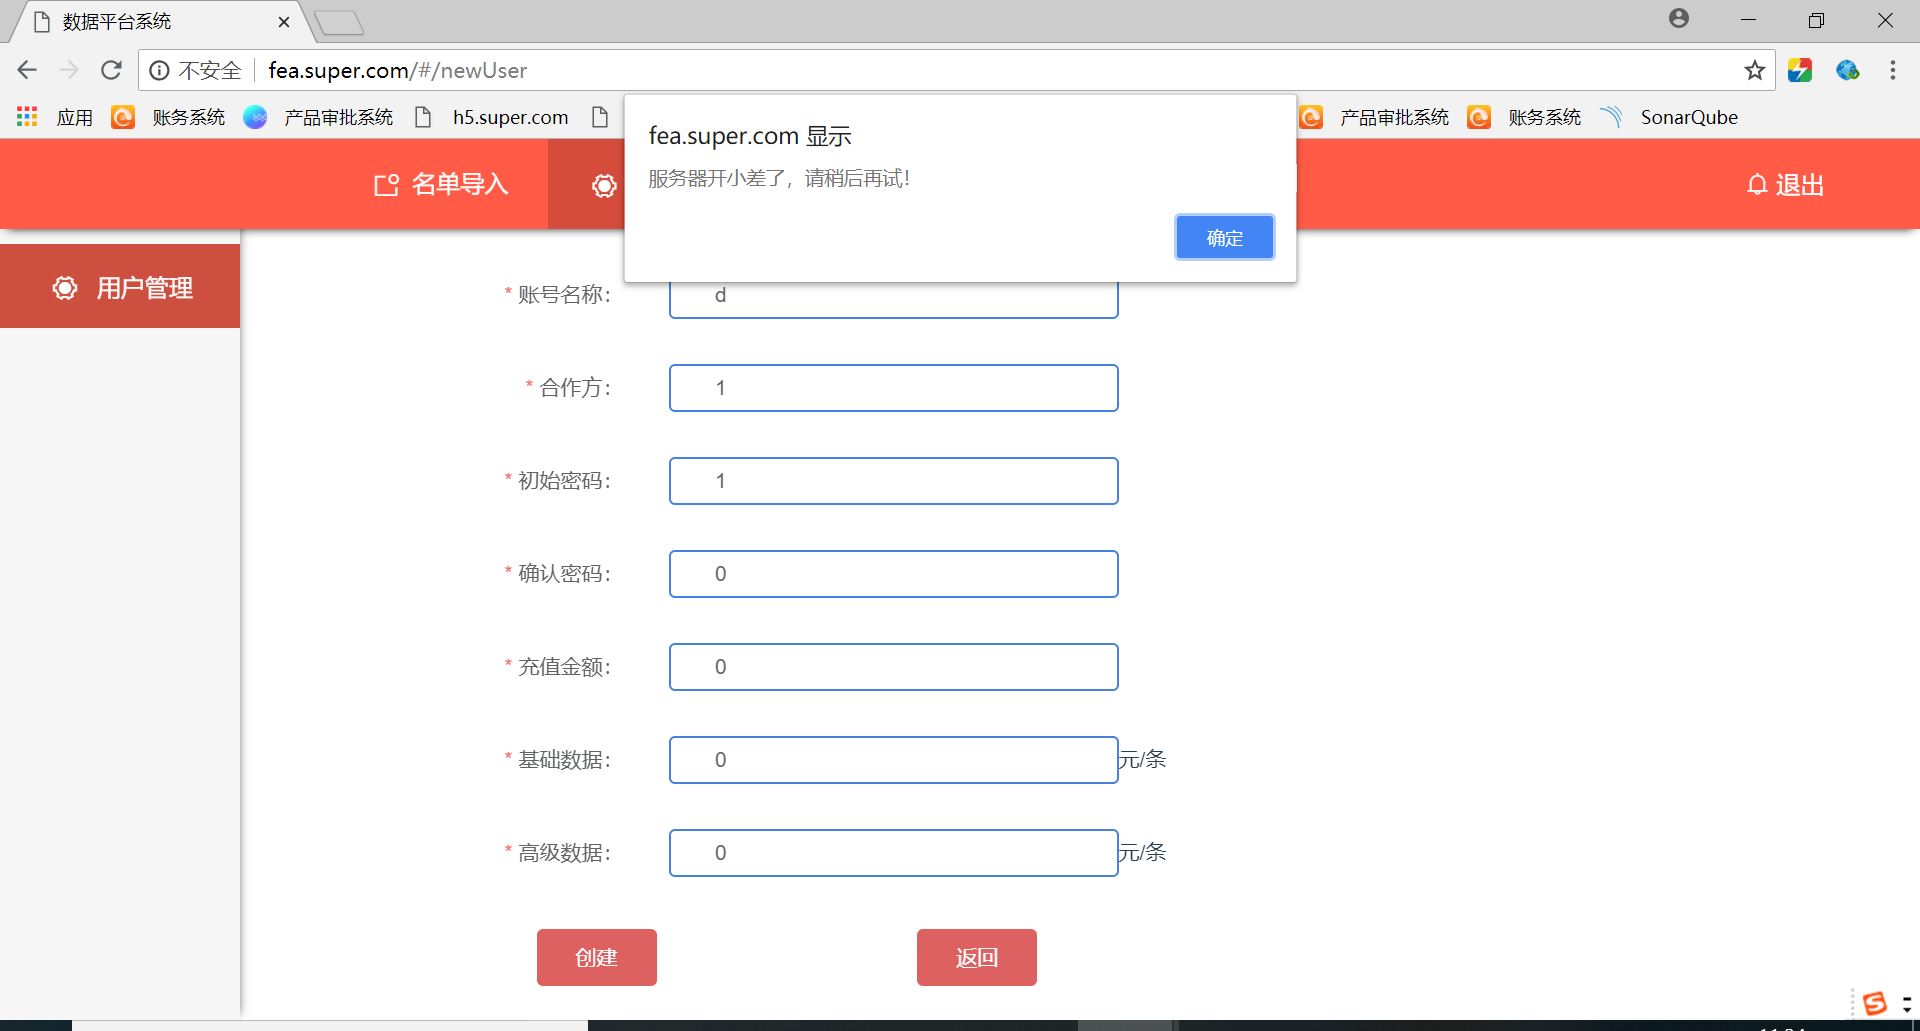 数据平台系统
不安全
fea.super.com/#/newUser
应用
账务系统
产品审批系统
h5.super.com
产品审批系统
账务系统
SonarQube
fea.super.com 显示
服务器开小差了，请稍后再试！
确定
名单导入
退出
用户管理
* 账号名称：
d
* 合作方：
1
* 初始密码：
1
* 确认密码：
0
* 充值金额：
0
* 基础数据：
0
元/条
* 高级数据：
0
元/条
创建
返回